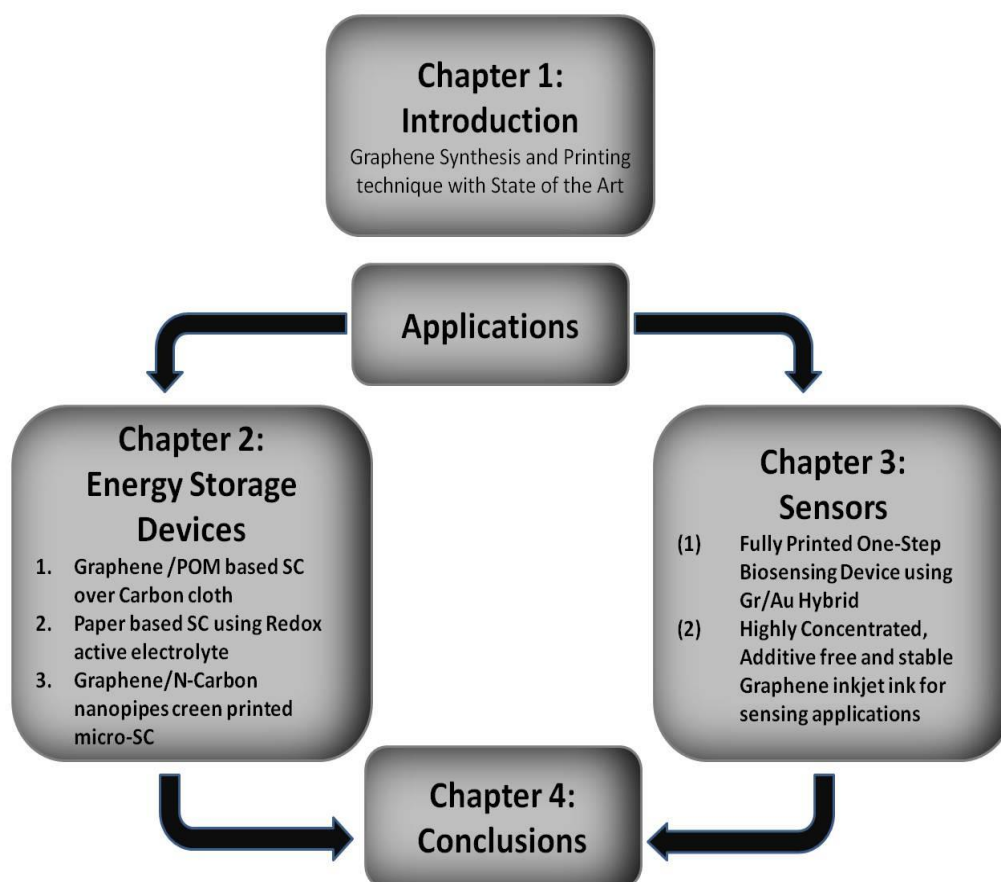 Chapter 1:
Introduction
Graphene Synthesis and Printing
technique with State of the Art
Applications
Chapter 2:
Energy Storage
Devices
1. Graphene /POM based SC
over Carbon cloth
2. Paper based SC using Redox
active electrolyte
3. Graphene/N-Carbon
nanopipes creen printed
micro-SC
Chapter 3:
Sensors
(1) Fully Printed One-Step
Biosensing Device using
Gr/Au Hybrid
(2) Highly Concentrated,
Additive free and stable
Graphene inkjet ink for
sensing applications
Chapter 4:
Conclusions